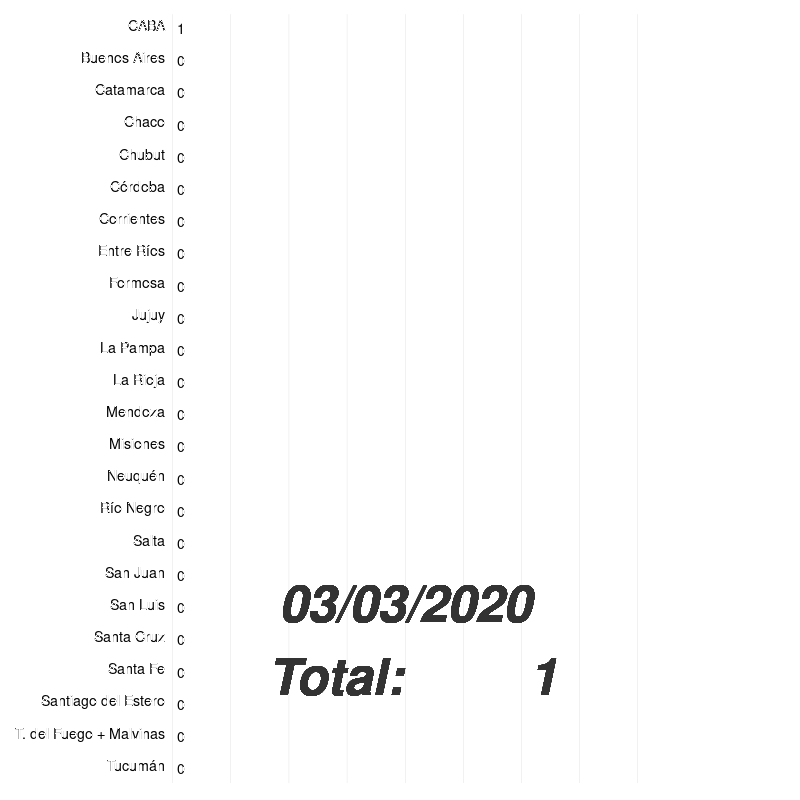 CABA 1
Buenos Aires 0
Catamarca 0
Chaco 0
Chubut 0
Córdoba 0
Corrientes 0
Entre Ríos 0
Formosa 0
Jujuy 0
La Pampa 0
La Rioja 0
Mendoza 0
Misiones 0
Neuquén 0
Río Negro 0
Salta 0
San Juan 0
San Luis 0
Santa Cruz 0
Santa Fe 0
Santiago del Estero 0
T. del Fuego + Malvinas 0
Tucumán 0
03/03/2020
Total: 1